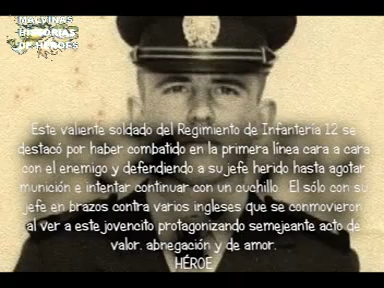 MALVINAS
HISTORIAS
OF HEROES
Este valiente soldado del Regimiento de Infantería 12 se
destacó por haber combatido en la primera línea cara a cara
con el enemigo y defendiendo a su jefe herido hasta agotar
munición e intentar continuar con un cuchillo. El sólo con su
jefe en brazos contra varios ingleses que se conmovieron
al ver a este jovencito protagonizando semejante acto de
valor, abnegación y de amor.
HÉROE